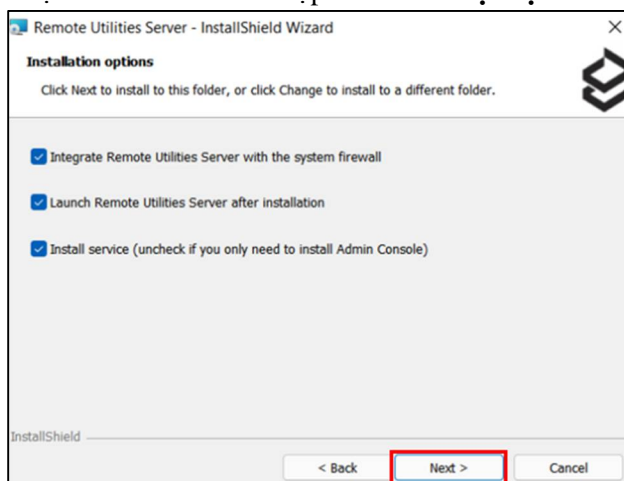 Remote Utilities Server - InstallShield Wizard
Installation options
Click Next to install to this folder, or click Change to install to a different folder.
Integrate Remote Utilities Server with the system firewall
Launch Remote Utilities Server after installation
Install service (uncheck if you only need to install Admin Console)
InstallShield
< Back Next > Cancel